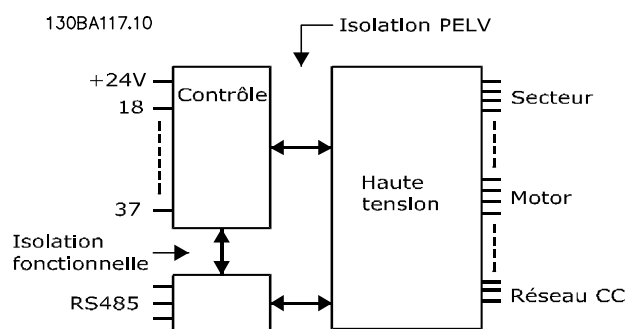 130BA117.10
Isolation PELV
+24V
Contrôle
18
Secteur
Haute
tension
37
Motor
Isolation
fonctionnelle
RS485
Réseau CC